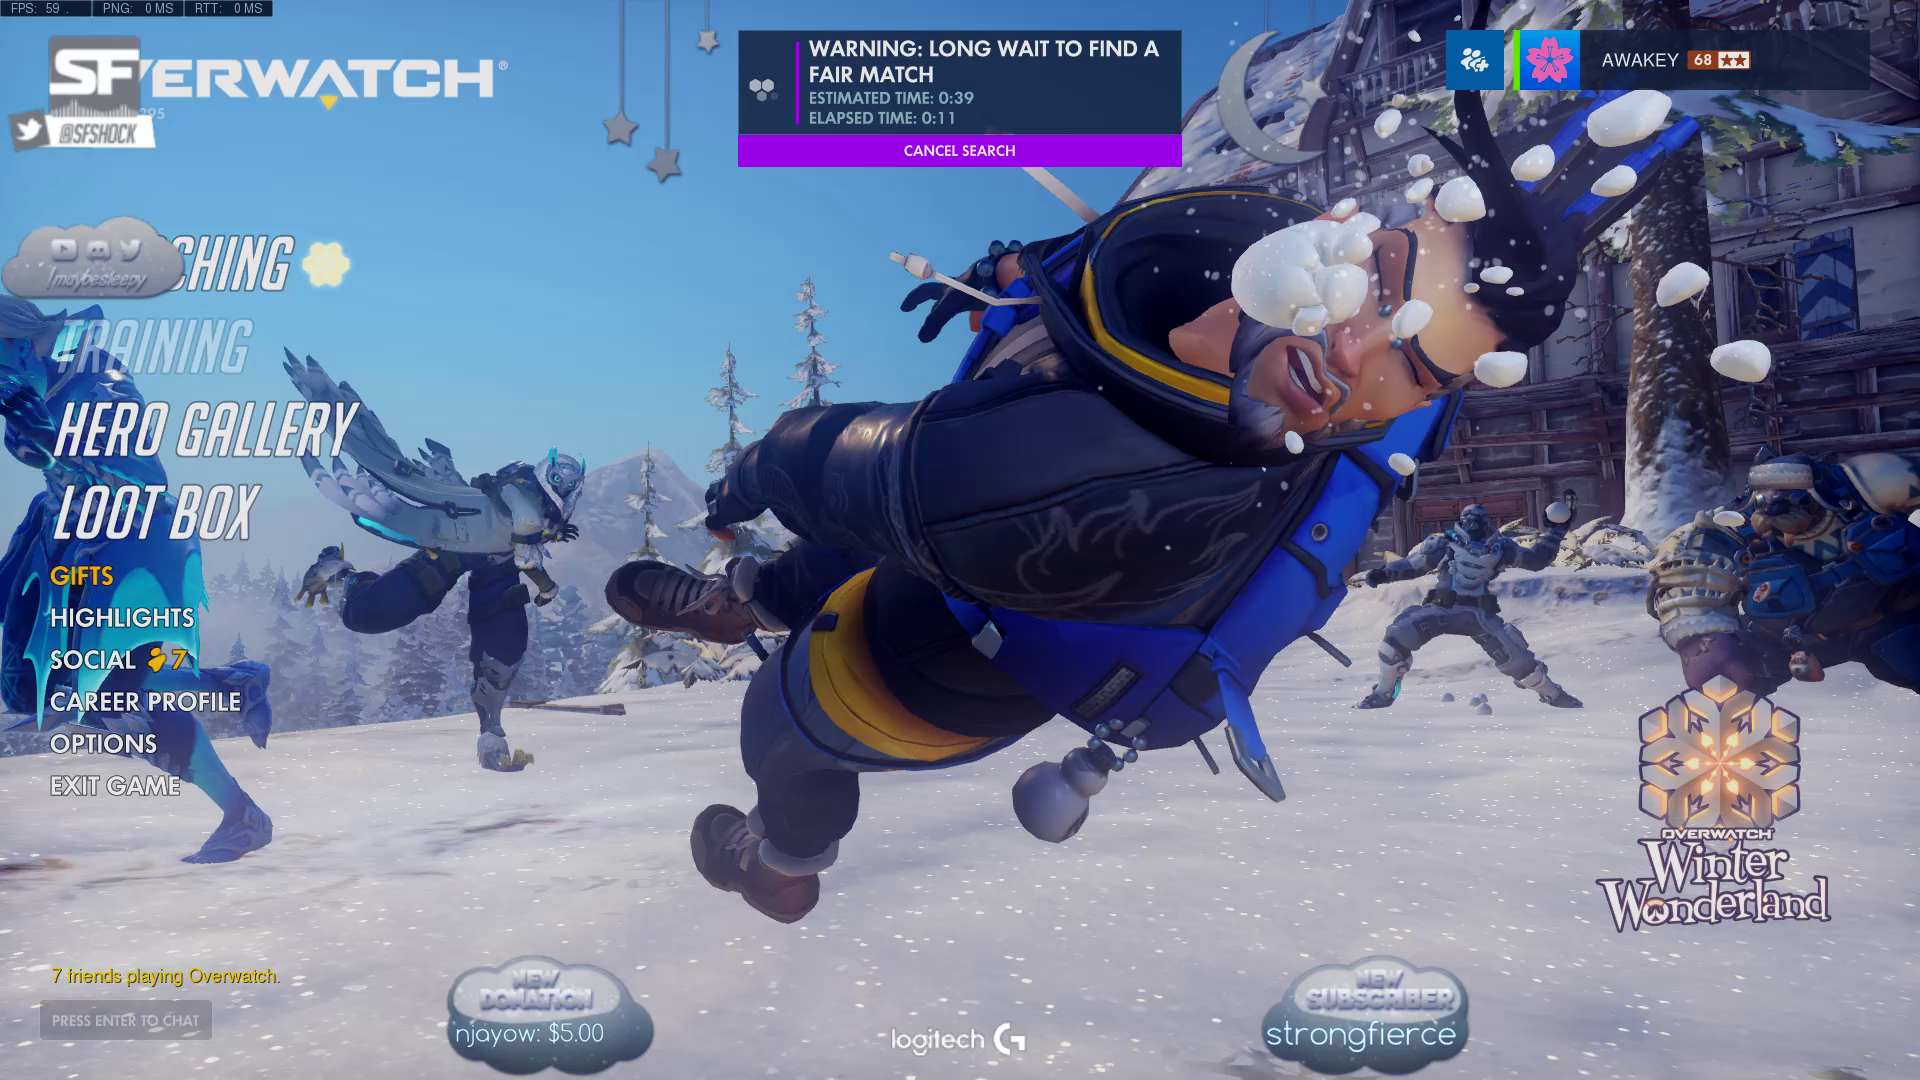 FPS: 59 . PNG: 0 MS RTT: 0 MS
SF
ERWATCH®
@SFSHOCK
WARNING: LONG WAIT TO FIND A
FAIR MATCH
ESTIMATED TIME: 0:39
ELAPSED TIME: 0:11
CANCEL SEARCH
AWAKEY 68
CHING
/maybesleepy
TRAINING
HERO GALLERY
LOOT BOX
GIFTS
HIGHLIGHTS
SOCIAL 7
CAREER PROFILE
OPTIONS
EXIT GAME
OVERWATCH
Winter
Wonderland
7 friends playing Overwatch.
PRESS ENTER TO CHAT
NEW
DONATION
njayow: $5.00
logitech G
NEW
SUBSCRIBER
strongfierce